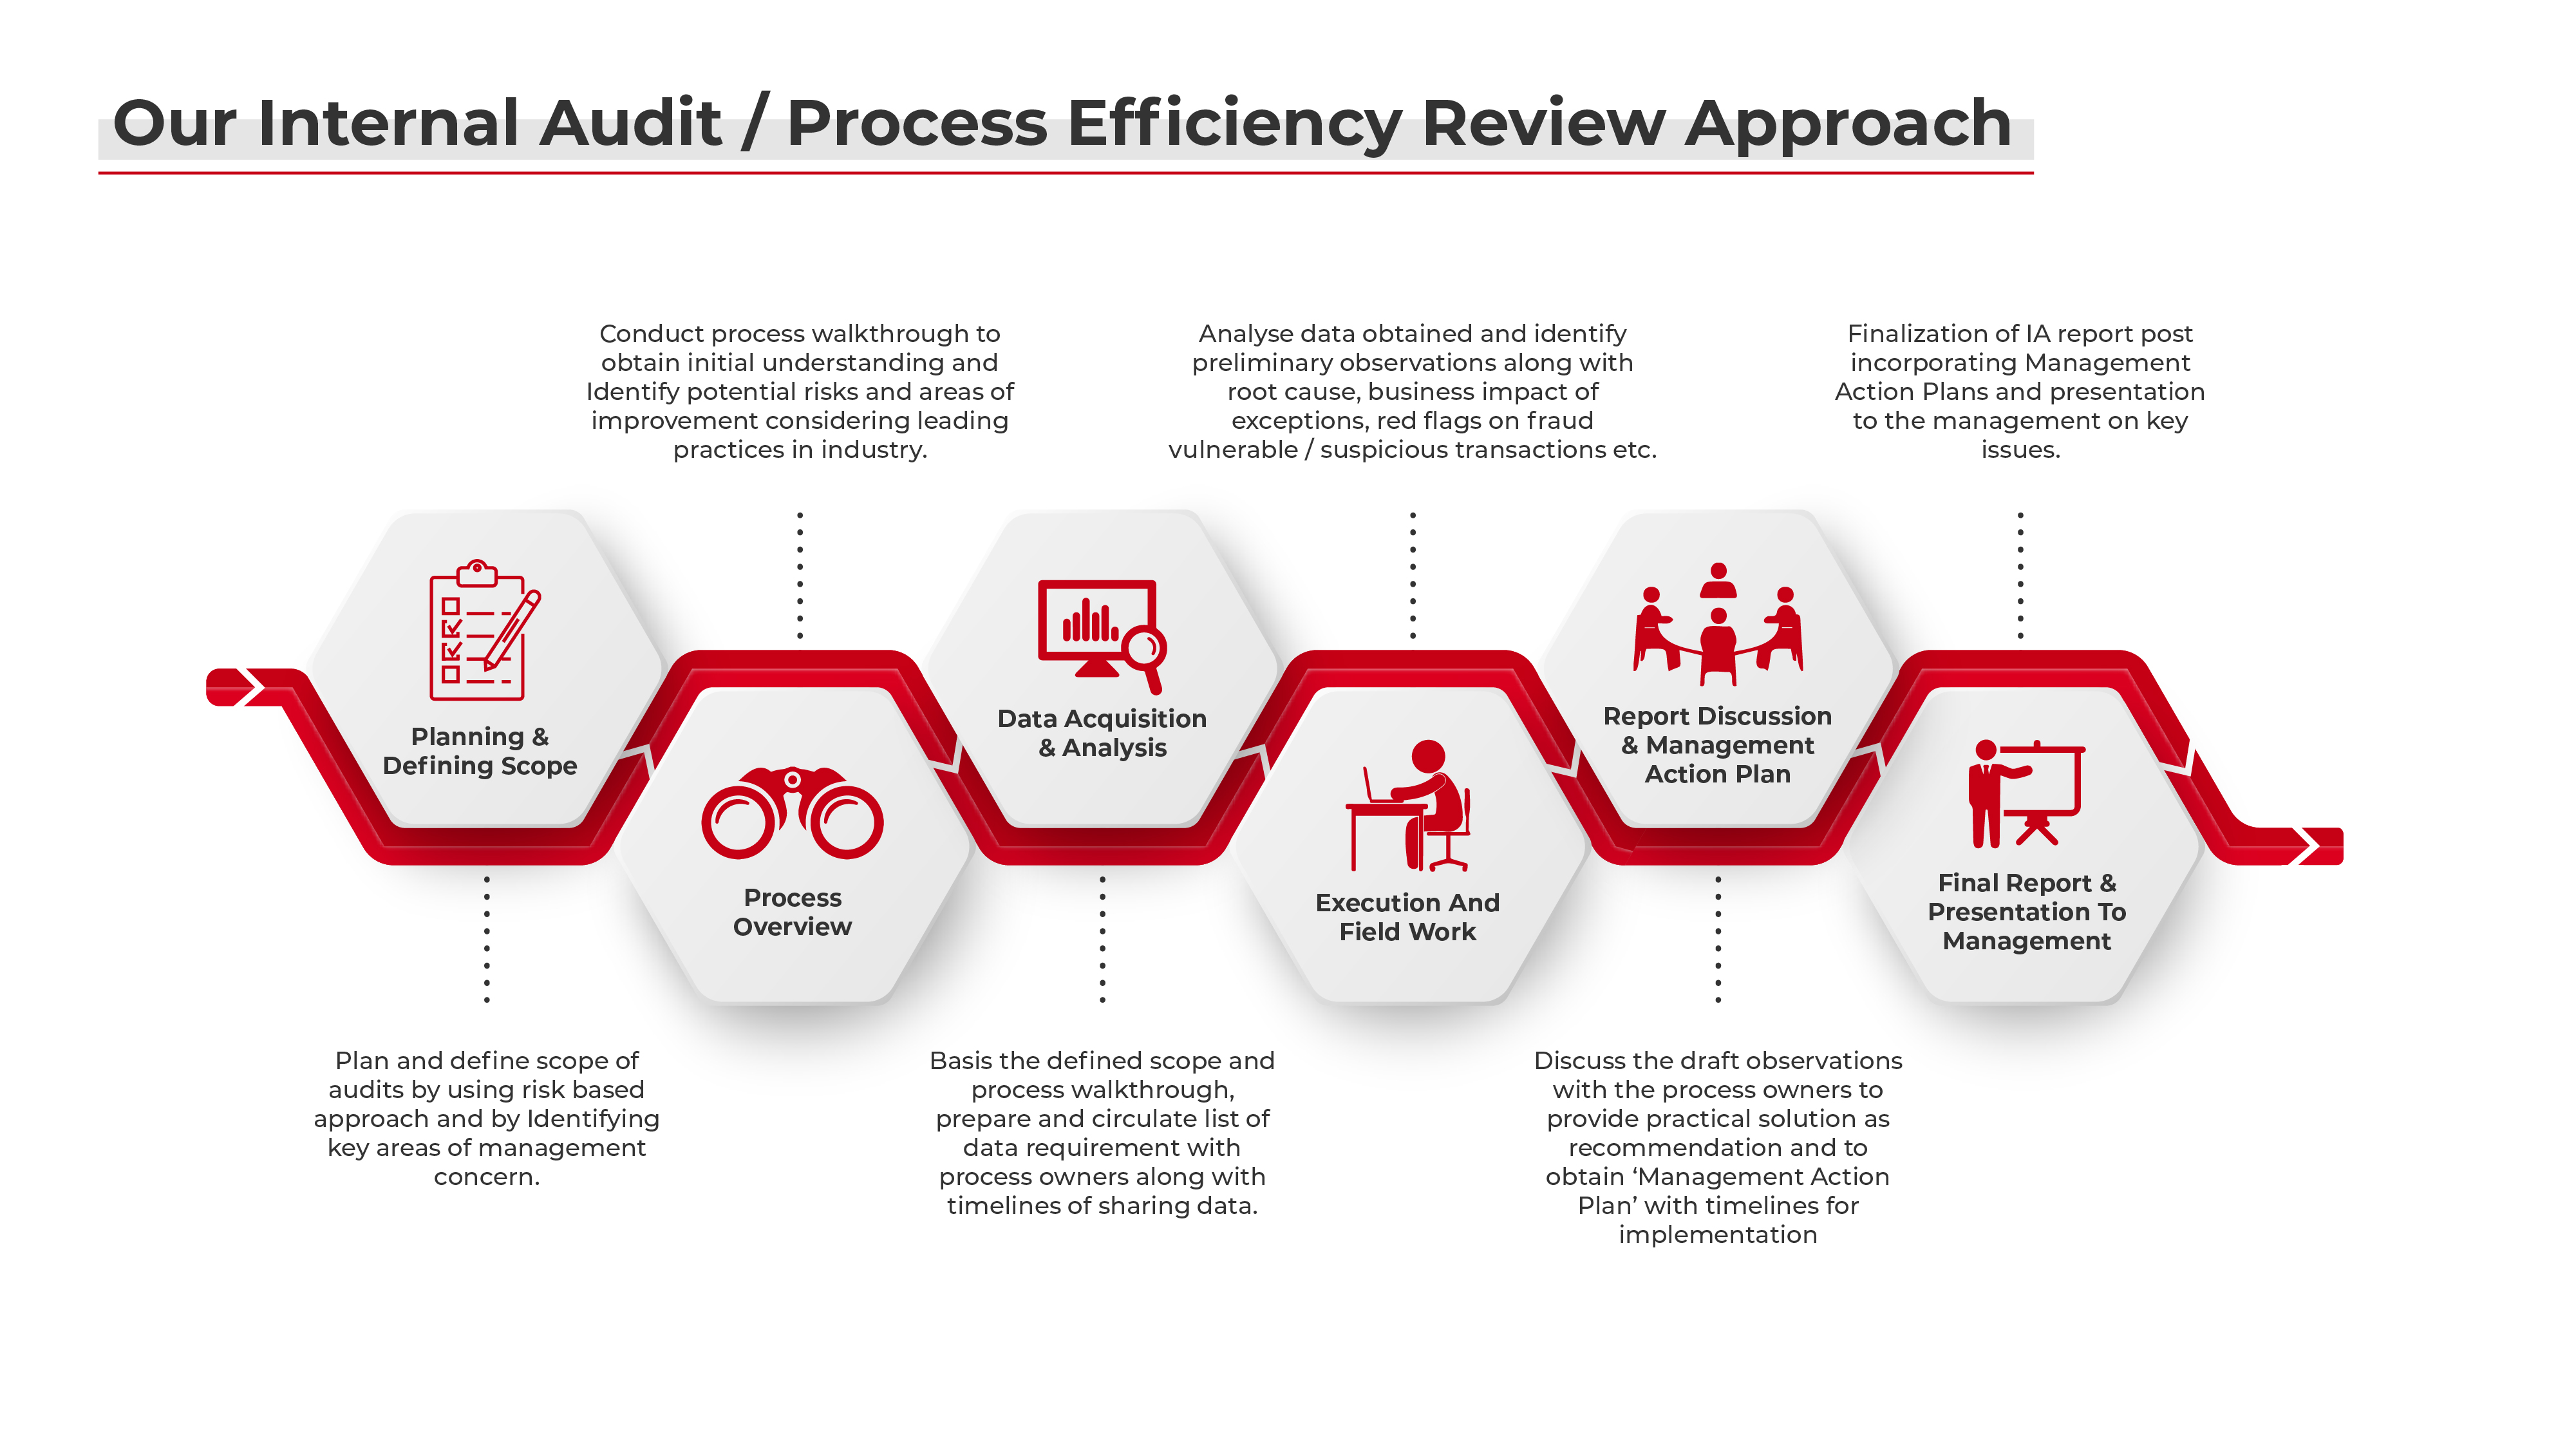 Our Internal Audit / Process Efficiency Review Approach
Conduct process walkthrough to
obtain initial understanding and
Identify potential risks and areas of
improvement considering leading
practices in industry.
Analyse data obtained and identify
preliminary observations along with
root cause, business impact of
exceptions, red flags on fraud
vulnerable / suspicious transactions etc.
Finalization of IA report post
incorporating Management
Action Plans and presentation
to the management on key
issues.
Planning &
Defining Scope
Process
Overview
Data Acquisition
& Analysis
Execution And
Field Work
Report Discussion
& Management
Action Plan
Final Report &
Presentation To
Management
Plan and define scope of
audits by using risk based
approach and by Identifying
key areas of management
concern.
Basis the defined scope and
process walkthrough,
prepare and circulate list of
data requirement with
process owners along with
timelines of sharing data.
Discuss the draft observations
with the process owners to
provide practical solution as
recommendation and to
obtain ‘Management Action
Plan’ with timelines for
implementation